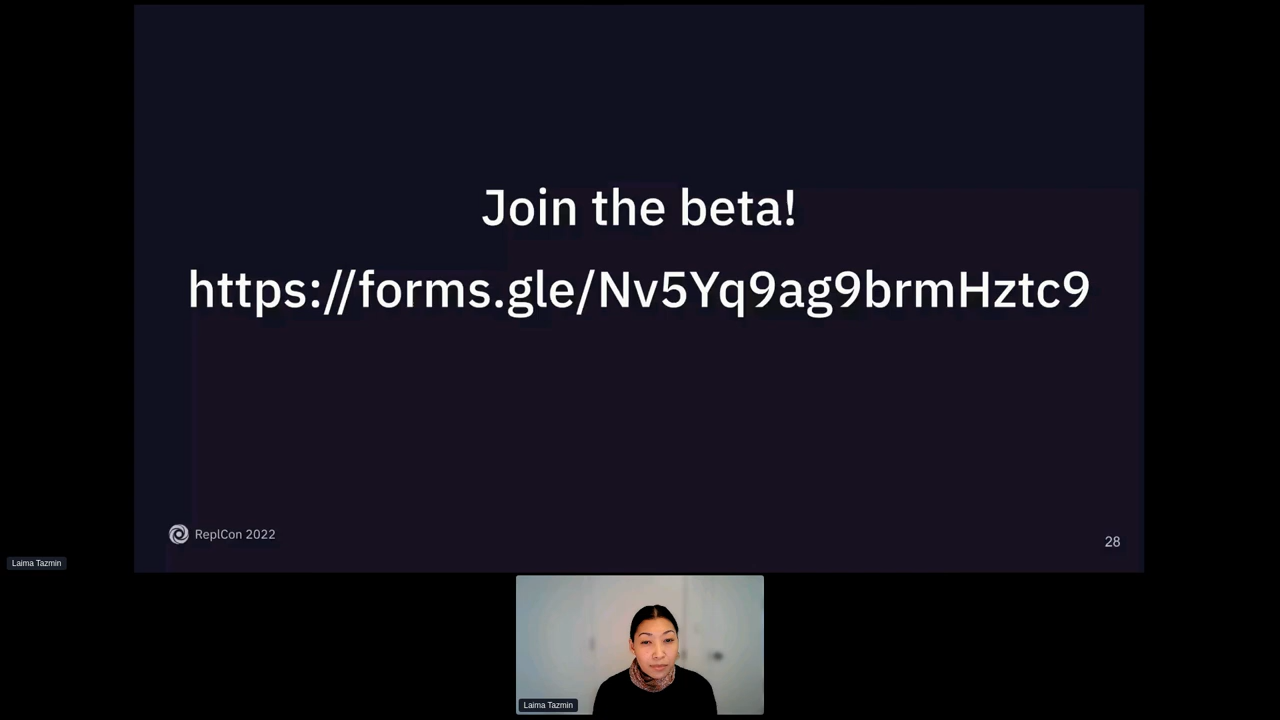 Join the beta!
https://forms.gle/Nv5Yq9ag9brmHztc9
ReplCon 2022
28
Laima Tazmin
Laima Tazmin